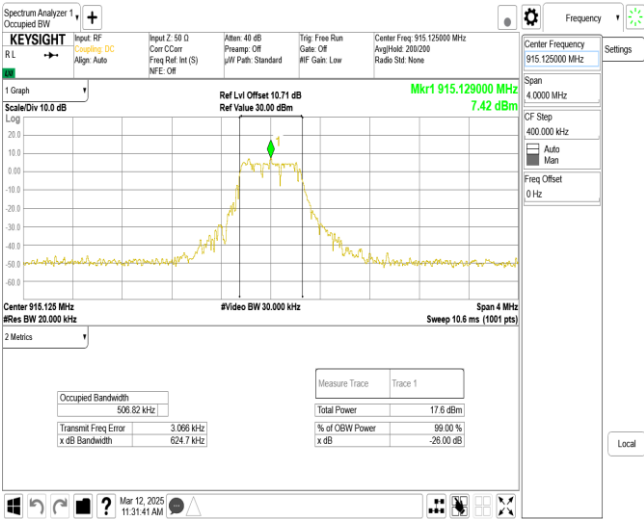 Spectrum Analyzer 1
Occupied BW
Frequency
KEYSIGHT
R L
LXI
Input: RF
Coupling: DC
Align: Auto
Input Z: 50 Ω
Corr CCorr
Freq Ref: Int (S)
NFE: Off
Atten: 40 dB
Preamp: Off
µW Path: Standard
Trig: Free Run
Gate: Off
#IF Gain: Low
Center Freq: 915.125000 MHz
Avg|Hold: 200/200
Radio Std: None
Center Frequency
915.125000 MHz
Settings
Span
4.0000 MHz
CF Step
400.000 kHz
Auto
Man
Freq Offset
0 Hz
Local
1 Graph
Scale/Div 10.0 dB
Ref Lvl Offset 10.71 dB
Ref Value 30.00 dBm
Mkr1 915.129000 MHz
7.42 dBm
Log
1
20.0
10.0
0.00
-10.0
-20.0
-30.0
-40.0
-50.0
-60.0
Center 915.125 MHz
#Res BW 20.000 kHz
#Video BW 30.000 kHz
Span 4 MHz
Sweep 10.6 ms (1001 pts)
2 Metrics
Measure Trace
Trace 1
Occupied Bandwidth
506.82 kHz
Total Power
17.6 dBm
Transmit Freq Error
3.066 kHz
% of OBW Power
99.00 %
x dB Bandwidth
624.7 kHz
x dB
-26.00 dB
?
Mar 12, 2025
11:31:41 AM